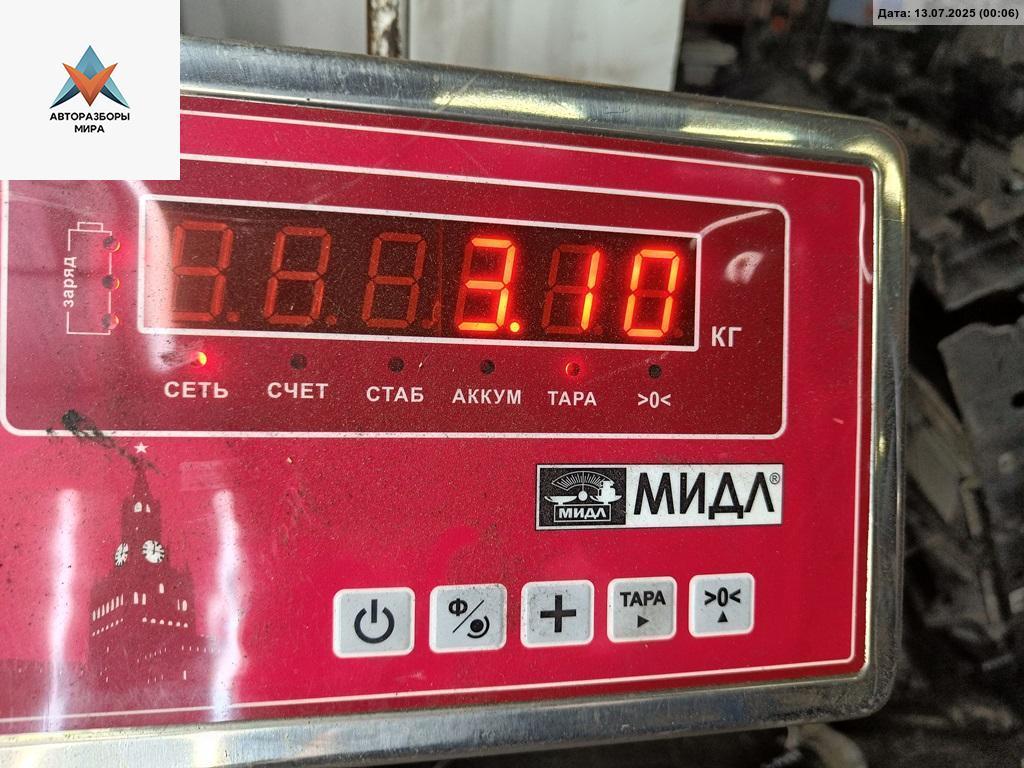 Дата: 13.07.2025 (00:06)
АВТОРАЗБОРЫ
МИРА
заряд
3.10
КГ
СЕТЬ СЧЕТ СТАБ АККУМ ТАРА >0<
МИДЛ МИДЛ®
Ф/ + ТАРА >0<